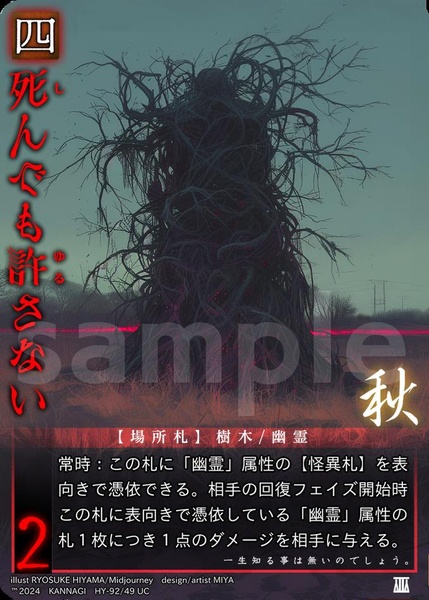 四
死んでも許さない
し
ゆる
sample
秋
【場所札】樹木/幽霊
常時：この札に「幽霊」属性の【怪異札】を表
向きで憑依できる。相手の回復フェイズ開始時
この札に表向きで憑依している「幽霊」属性の
札１枚につき１点のダメージを相手に与える。
一生知る事は無いのでしょう。
2
illust RYOSUKE HIYAMA/Midjourney design/artist MIYA
™2024 KANNAGI HY-92/49 UC